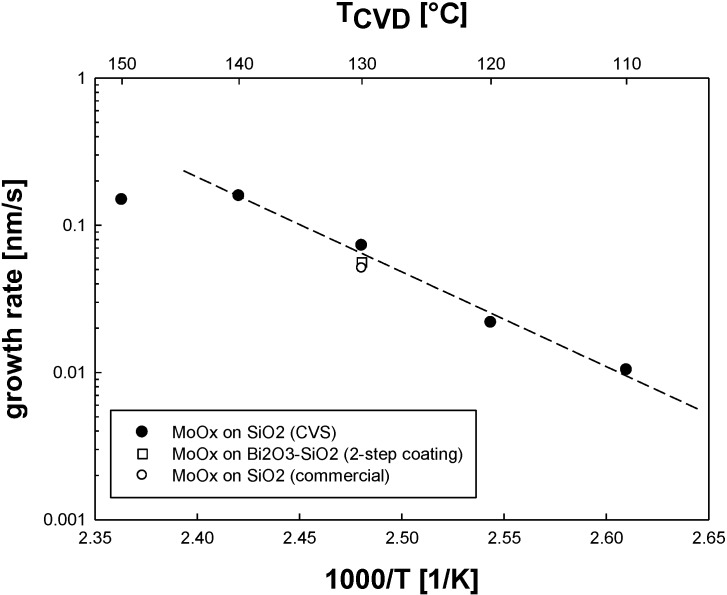 T_CVD [°C]
150 140 130 120 110
1
0.1
0.01
0.001
growth rate [nm/s]
MoOx on SiO2 (CVS)
MoOx on Bi2O3-SiO2 (2-step coating)
MoOx on SiO2 (commercial)
2.35 2.40 2.45 2.50 2.55 2.60 2.65
1000/T [1/K]